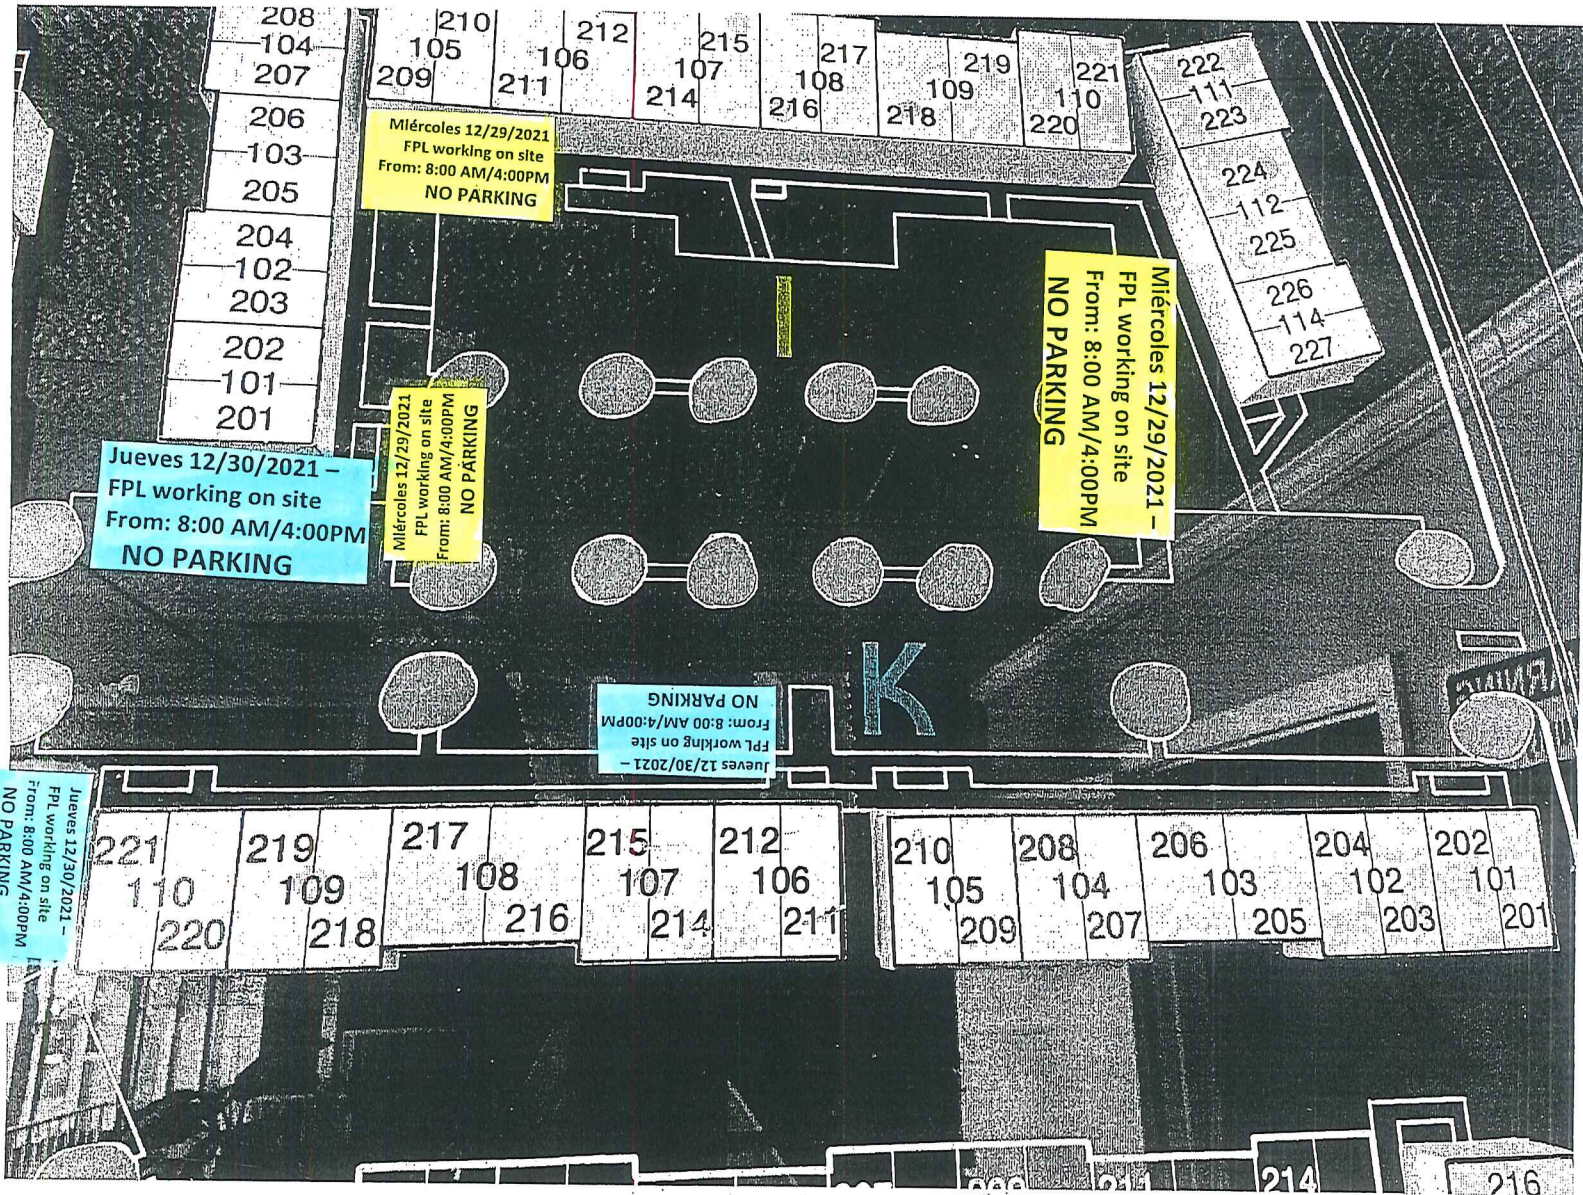 208
104
207
206
103
205
204
102
203
202
101
201
210
105
209
212
106
211
215
107
214
217
108
216
219
109
218
221
110
220
222
111
223
224
112
225
226
114
227
Miércoles 12/29/2021
FPL working on site
From: 8:00 AM/4:00PM
NO PARKING
I
Miércoles 12/29/2021 –
FPL working on site
From: 8:00 AM/4:00PM
NO PARKING
Miércoles 12/29/2021
FPL working on site
From: 8:00 AM/4:00PM
NO PARKING
Jueves 12/30/2021 –
FPL working on site
From: 8:00 AM/4:00PM
NO PARKING
K
Jueves 12/30/2021 –
FPL working on site
From: 8:00 AM/4:00PM
NO PARKING
Jueves 12/30/2021 –
FPL working on site
From: 8:00 AM/4:00PM
NO PARKING
221
110
220
219
109
218
217
108
216
215
107
214
212
106
211
210
105
209
208
104
207
206
103
205
204
102
203
202
101
201
214
216